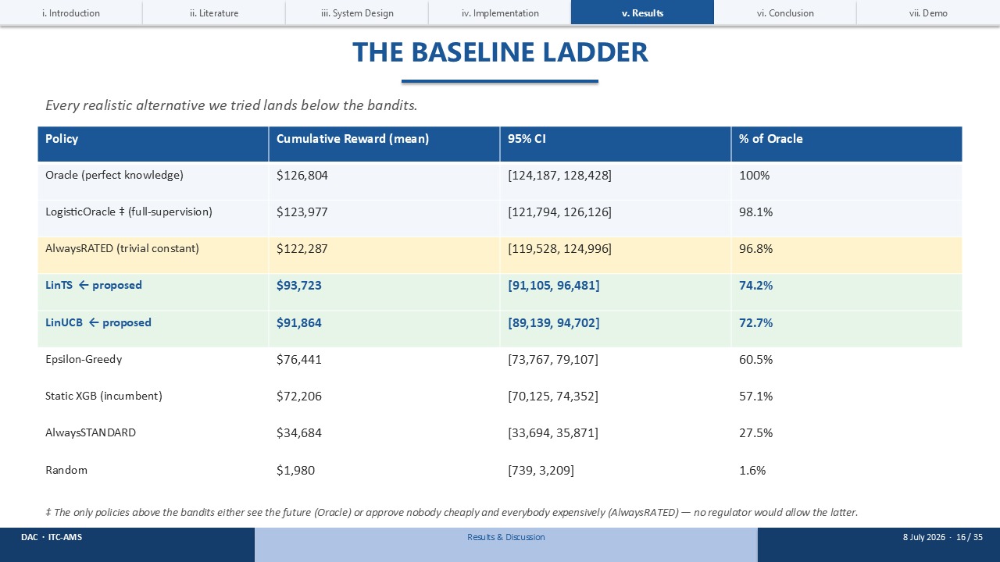 i. Introduction
ii. Literature
iii. System Design
iv. Implementation
v. Results
vi. Conclusion
vii. Demo
THE BASELINE LADDER
Every realistic alternative we tried lands below the bandits.
Policy Cumulative Reward (mean) 95% CI % of Oracle
Oracle (perfect knowledge) $126,804 [124,187, 128,428] 100%
LogisticOracle ‡ (full-supervision) $123,977 [121,794, 126,126] 98.1%
AlwaysRATED (trivial constant) $122,287 [119,528, 124,996] 96.8%
LinTS ← proposed $93,723 [91,105, 96,481] 74.2%
LinUCB ← proposed $91,864 [89,139, 94,702] 72.7%
Epsilon-Greedy $76,441 [73,767, 79,107] 60.5%
Static XGB (incumbent) $72,206 [70,125, 74,352] 57.1%
AlwaysSTANDARD $34,684 [33,694, 35,871] 27.5%
Random $1,980 [739, 3,209] 1.6%
‡ The only policies above the bandits either see the future (Oracle) or approve nobody cheaply and everybody expensively (AlwaysRATED) — no regulator would allow the latter.
DAC · ITC-AMS
Results & Discussion
8 July 2026 · 16 / 35